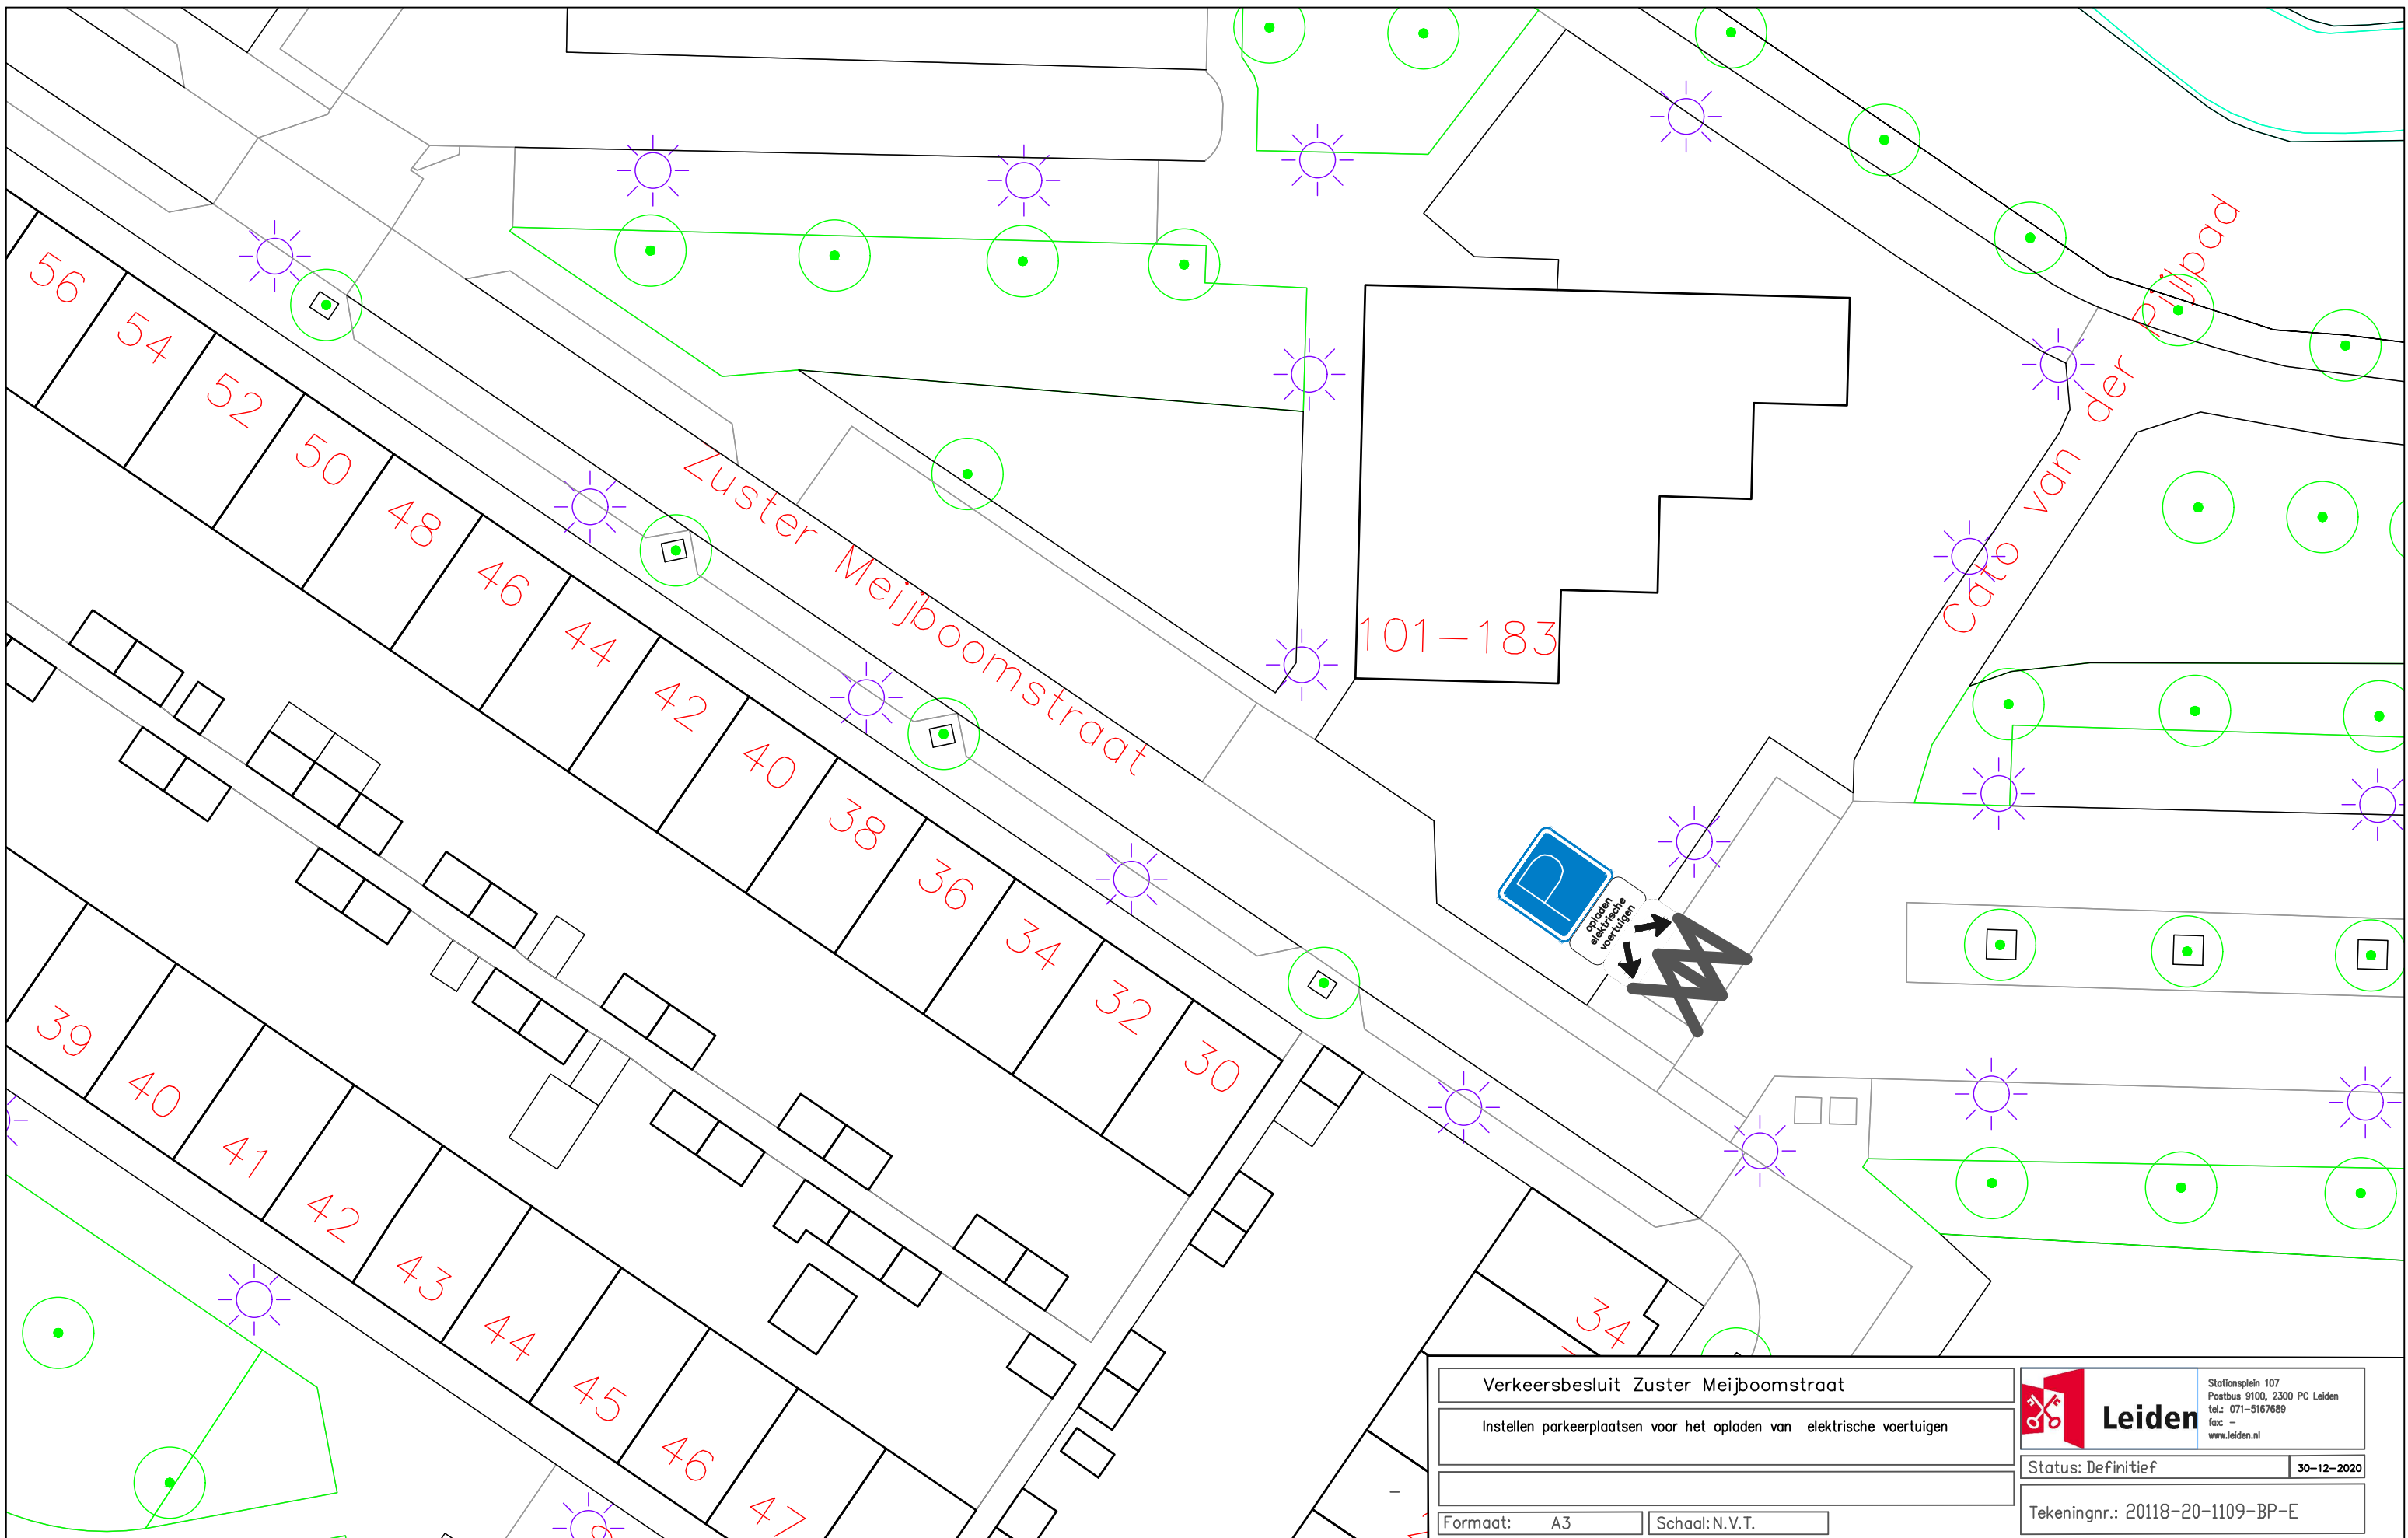 56
54
52
50
48
46
44
42
40
38
36
34
32
30
Zuster Meijboomstraat
101-183
Cato van der Pijlpad
P
opladen
elektrische
voertuigen
39
40
41
42
43
44
45
46
47
34
Verkeersbesluit Zuster Meijboomstraat
Instellen parkeerplaatsen voor het opladen van elektrische voertuigen
Formaat: A3
Schaal: N.V.T.
Leiden
Stationsplein 107
Postbus 9100, 2300 PC Leiden
tel.: 071-5167689
fax: -
www.leiden.nl
Status: Definitief
30-12-2020
Tekeningnr.: 20118-20-1109-BP-E